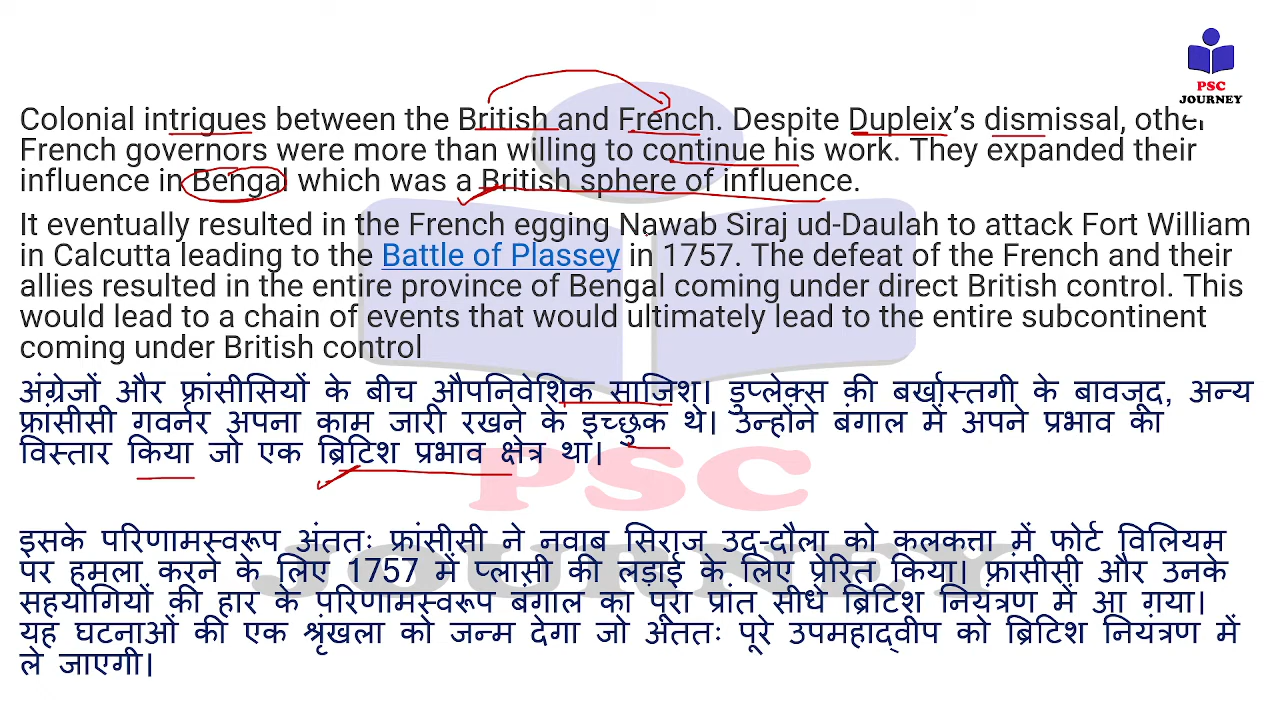 PSC
JOURNEY
Colonial intrigues between the British and French. Despite Dupleix’s dismissal, other
French governors were more than willing to continue his work. They expanded their
influence in Bengal which was a British sphere of influence.
It eventually resulted in the French egging Nawab Siraj ud-Daulah to attack Fort William
in Calcutta leading to the Battle of Plassey in 1757. The defeat of the French and their
allies resulted in the entire province of Bengal coming under direct British control. This
would lead to a chain of events that would ultimately lead to the entire subcontinent
coming under British control
अंग्रेजों और फ्रांसीसियों के बीच औपनिवेशिक साजिश। डुप्लेक्स की बर्खास्तगी के बावजूद, अन्य
फ्रांसीसी गवर्नर अपना काम जारी रखने के इच्छुक थे। उन्होंने बंगाल में अपने प्रभाव का
विस्तार किया जो एक ब्रिटिश प्रभाव क्षेत्र था।
इसके परिणामस्वरूप अंततः फ्रांसीसी ने नवाब सिराज उद-दौला को कलकत्ता में फोर्ट विलियम
पर हमला करने के लिए 1757 में प्लासी की लड़ाई के लिए प्रेरित किया। फ्रांसीसी और उनके
सहयोगियों की हार के परिणामस्वरूप बंगाल का पूरा प्रांत सीधे ब्रिटिश नियंत्रण में आ गया।
यह घटनाओं की एक श्रृंखला को जन्म देगा जो अंततः पूरे उपमहाद्वीप को ब्रिटिश नियंत्रण में
ले जाएगी।
PSC
JOURNEY